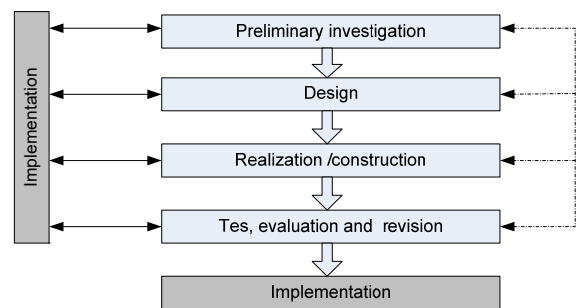 Implementation
Preliminary investigation
Design
Realization /construction
Tes, evaluation and revision
Implementation